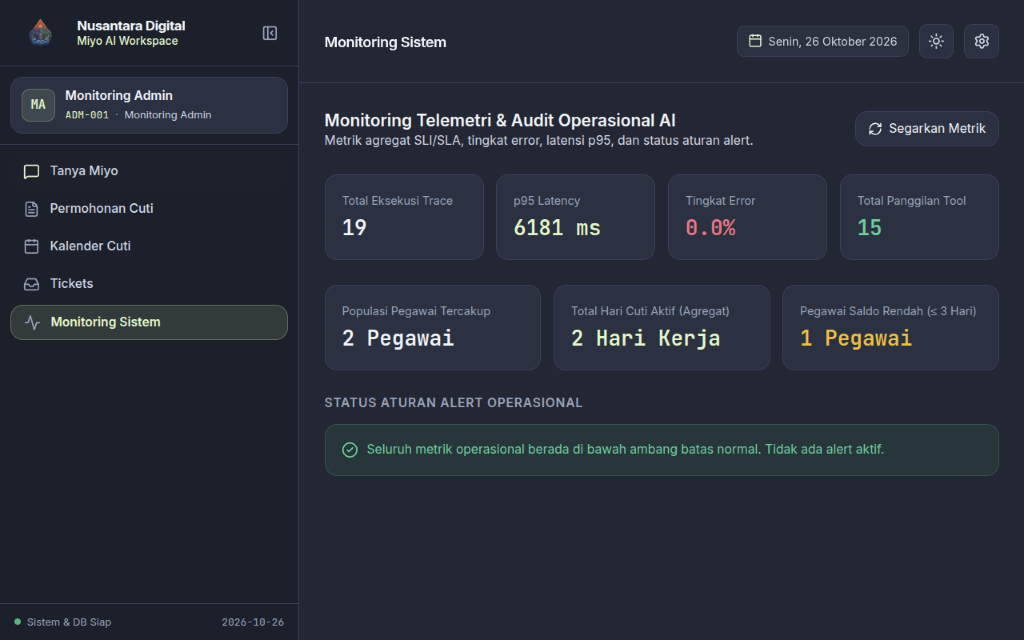 Nusantara Digital
Miyo AI Workspace
MA
Monitoring Admin
ADM-001 · Monitoring Admin
Tanya Miyo
Permohonan Cuti
Kalender Cuti
Tickets
Monitoring Sistem
Sistem & DB Siap
2026-10-26
Monitoring Sistem
Senin, 26 Oktober 2026
Monitoring Telemetri & Audit Operasional AI
Metrik agregat SLI/SLA, tingkat error, latensi p95, dan status aturan alert.
Segarkan Metrik
Total Eksekusi Trace
19
p95 Latency
6181 ms
Tingkat Error
0.0%
Total Panggilan Tool
15
Populasi Pegawai Tercakup
2 Pegawai
Total Hari Cuti Aktif (Agregat)
2 Hari Kerja
Pegawai Saldo Rendah (≤ 3 Hari)
1 Pegawai
STATUS ATURAN ALERT OPERASIONAL
Seluruh metrik operasional berada di bawah ambang batas normal. Tidak ada alert aktif.